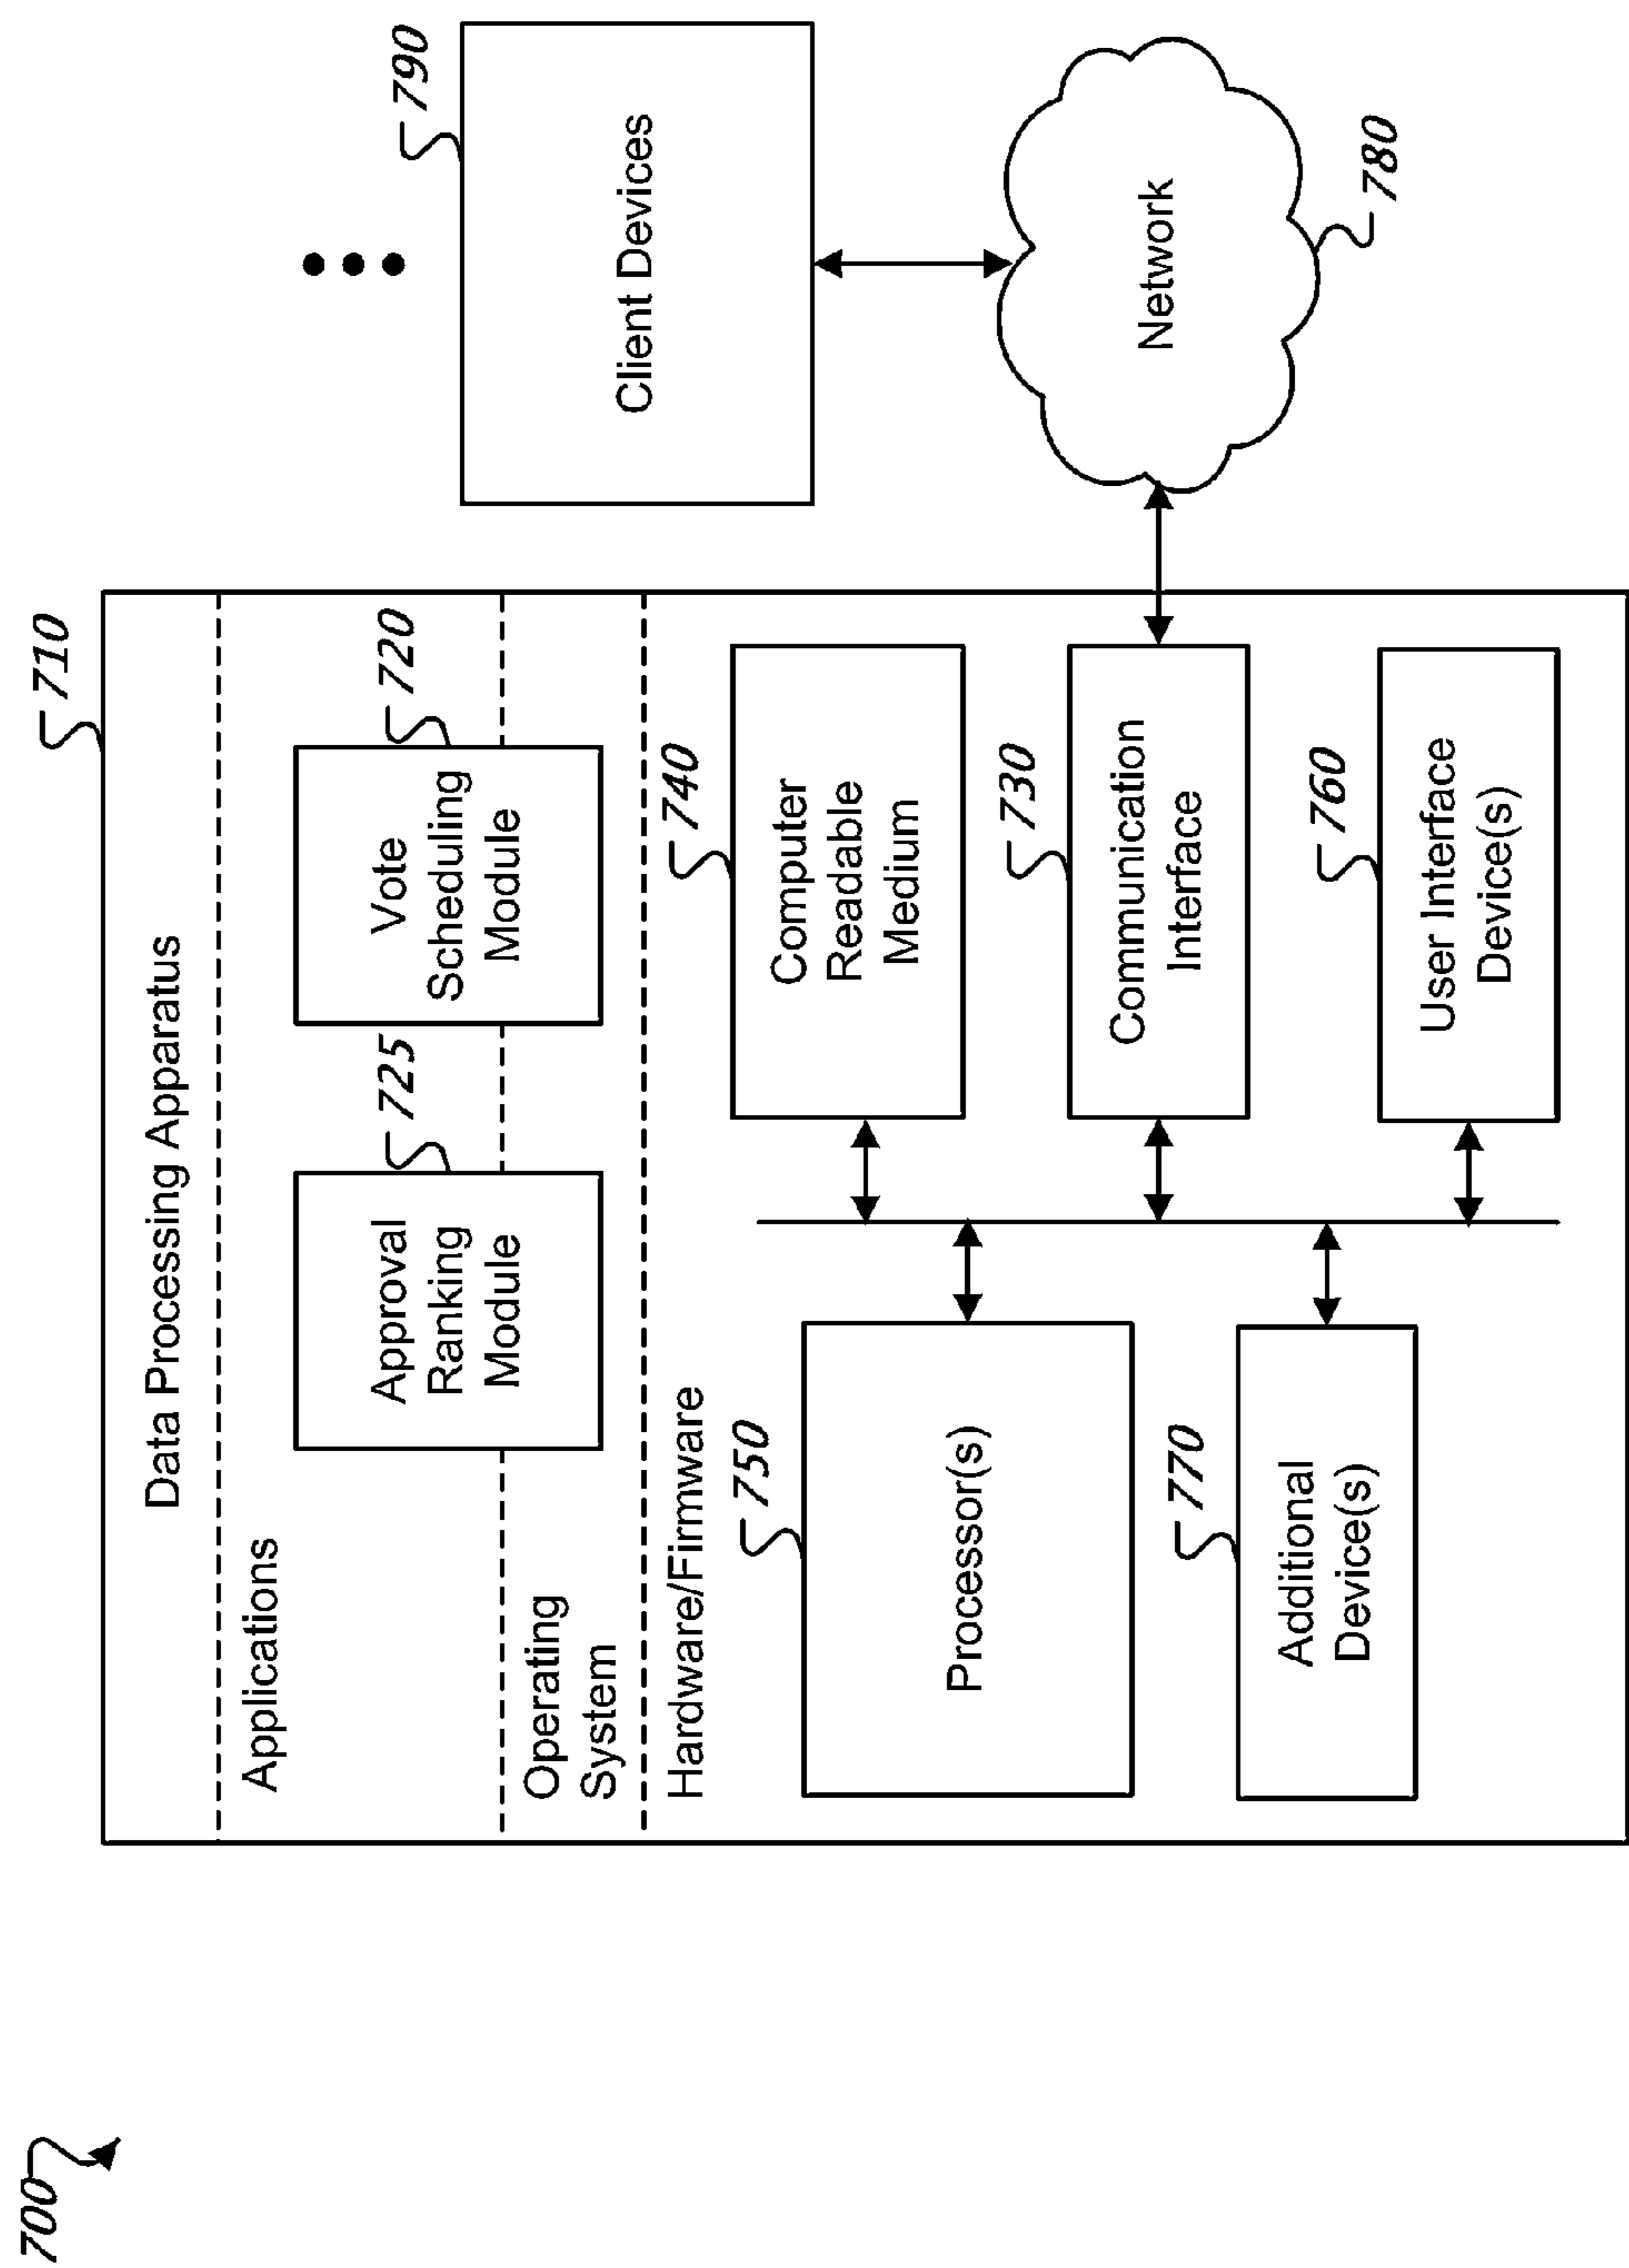 700
710
Data Processing Apparatus
Applications
725
Approval
Ranking
Module
720
Vote
Scheduling
Module
Operating
System
Hardware/Firmware
750
Processor(s)
740
Computer
Readable
Medium
730
Communication
Interface
770
Additional
Device(s)
760
User Interface
Device(s)
790
Client Devices
Network
780